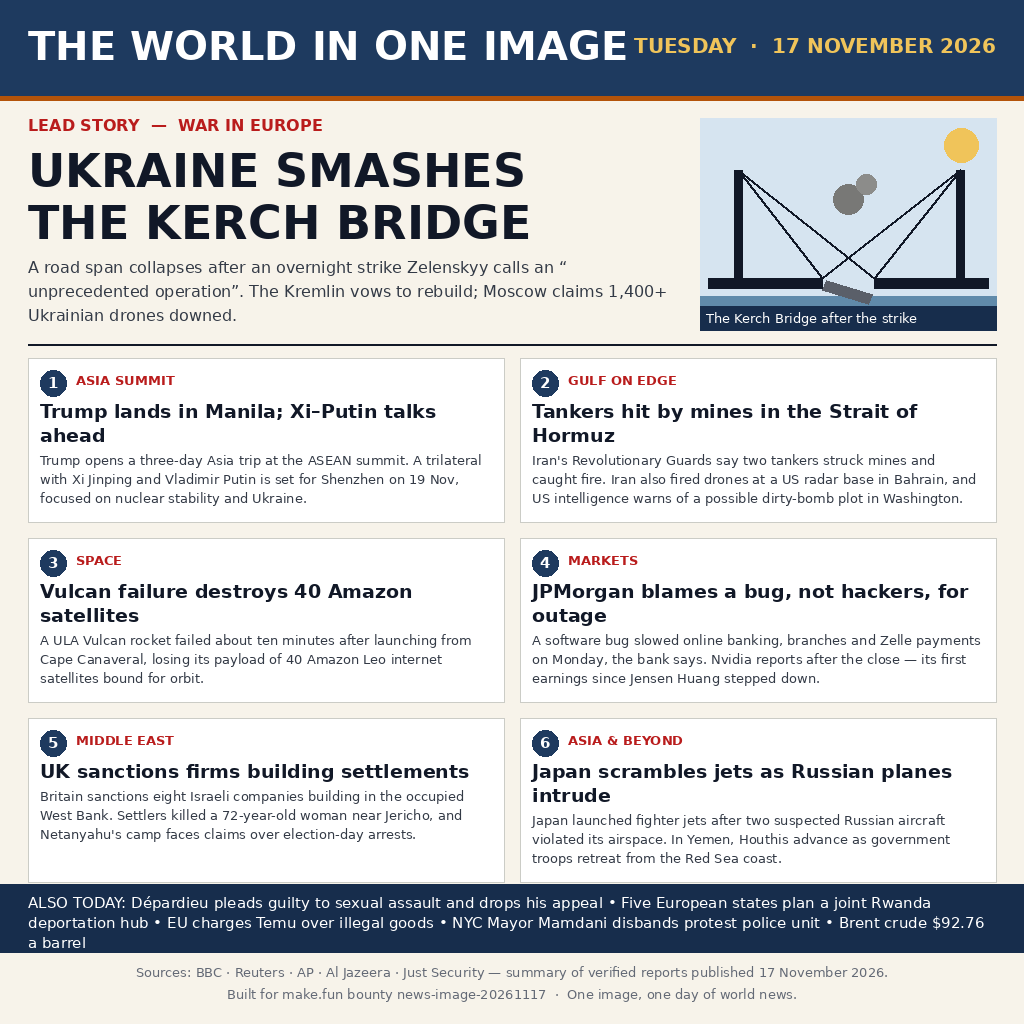 THE WORLD IN ONE IMAGE
TUESDAY · 17 NOVEMBER 2026
LEAD STORY — WAR IN EUROPE
UKRAINE SMASHES
THE KERCH BRIDGE
A road span collapses after an overnight strike Zelenskyy calls an “
unprecedented operation”. The Kremlin vows to rebuild; Moscow claims 1,400+
Ukrainian drones downed.
The Kerch Bridge after the strike
1 ASIA SUMMIT
Trump lands in Manila; Xi–Putin talks
ahead
Trump opens a three-day Asia trip at the ASEAN summit. A trilateral
with Xi Jinping and Vladimir Putin is set for Shenzhen on 19 Nov,
focused on nuclear stability and Ukraine.
2 GULF ON EDGE
Tankers hit by mines in the Strait of
Hormuz
Iran's Revolutionary Guards say two tankers struck mines and
caught fire. Iran also fired drones at a US radar base in Bahrain, and
US intelligence warns of a possible dirty-bomb plot in Washington.
3 SPACE
Vulcan failure destroys 40 Amazon
satellites
A ULA Vulcan rocket failed about ten minutes after launching from
Cape Canaveral, losing its payload of 40 Amazon Leo internet
satellites bound for orbit.
4 MARKETS
JPMorgan blames a bug, not hackers, for
outage
A software bug slowed online banking, branches and Zelle payments
on Monday, the bank says. Nvidia reports after the close — its first
earnings since Jensen Huang stepped down.
5 MIDDLE EAST
UK sanctions firms building settlements
Britain sanctions eight Israeli companies building in the occupied
West Bank. Settlers killed a 72-year-old woman near Jericho, and
Netanyahu's camp faces claims over election-day arrests.
6 ASIA & BEYOND
Japan scrambles jets as Russian planes
intrude
Japan launched fighter jets after two suspected Russian aircraft
violated its airspace. In Yemen, Houthis advance as government
troops retreat from the Red Sea coast.
ALSO TODAY: Dépardieu pleads guilty to sexual assault and drops his appeal • Five European states plan a joint Rwanda
deportation hub • EU charges Temu over illegal goods • NYC Mayor Mamdani disbands protest police unit • Brent crude $92.76
a barrel
Sources: BBC · Reuters · AP · Al Jazeera · Just Security — summary of verified reports published 17 November 2026.
Built for make.fun bounty news-image-20261117 · One image, one day of world news.